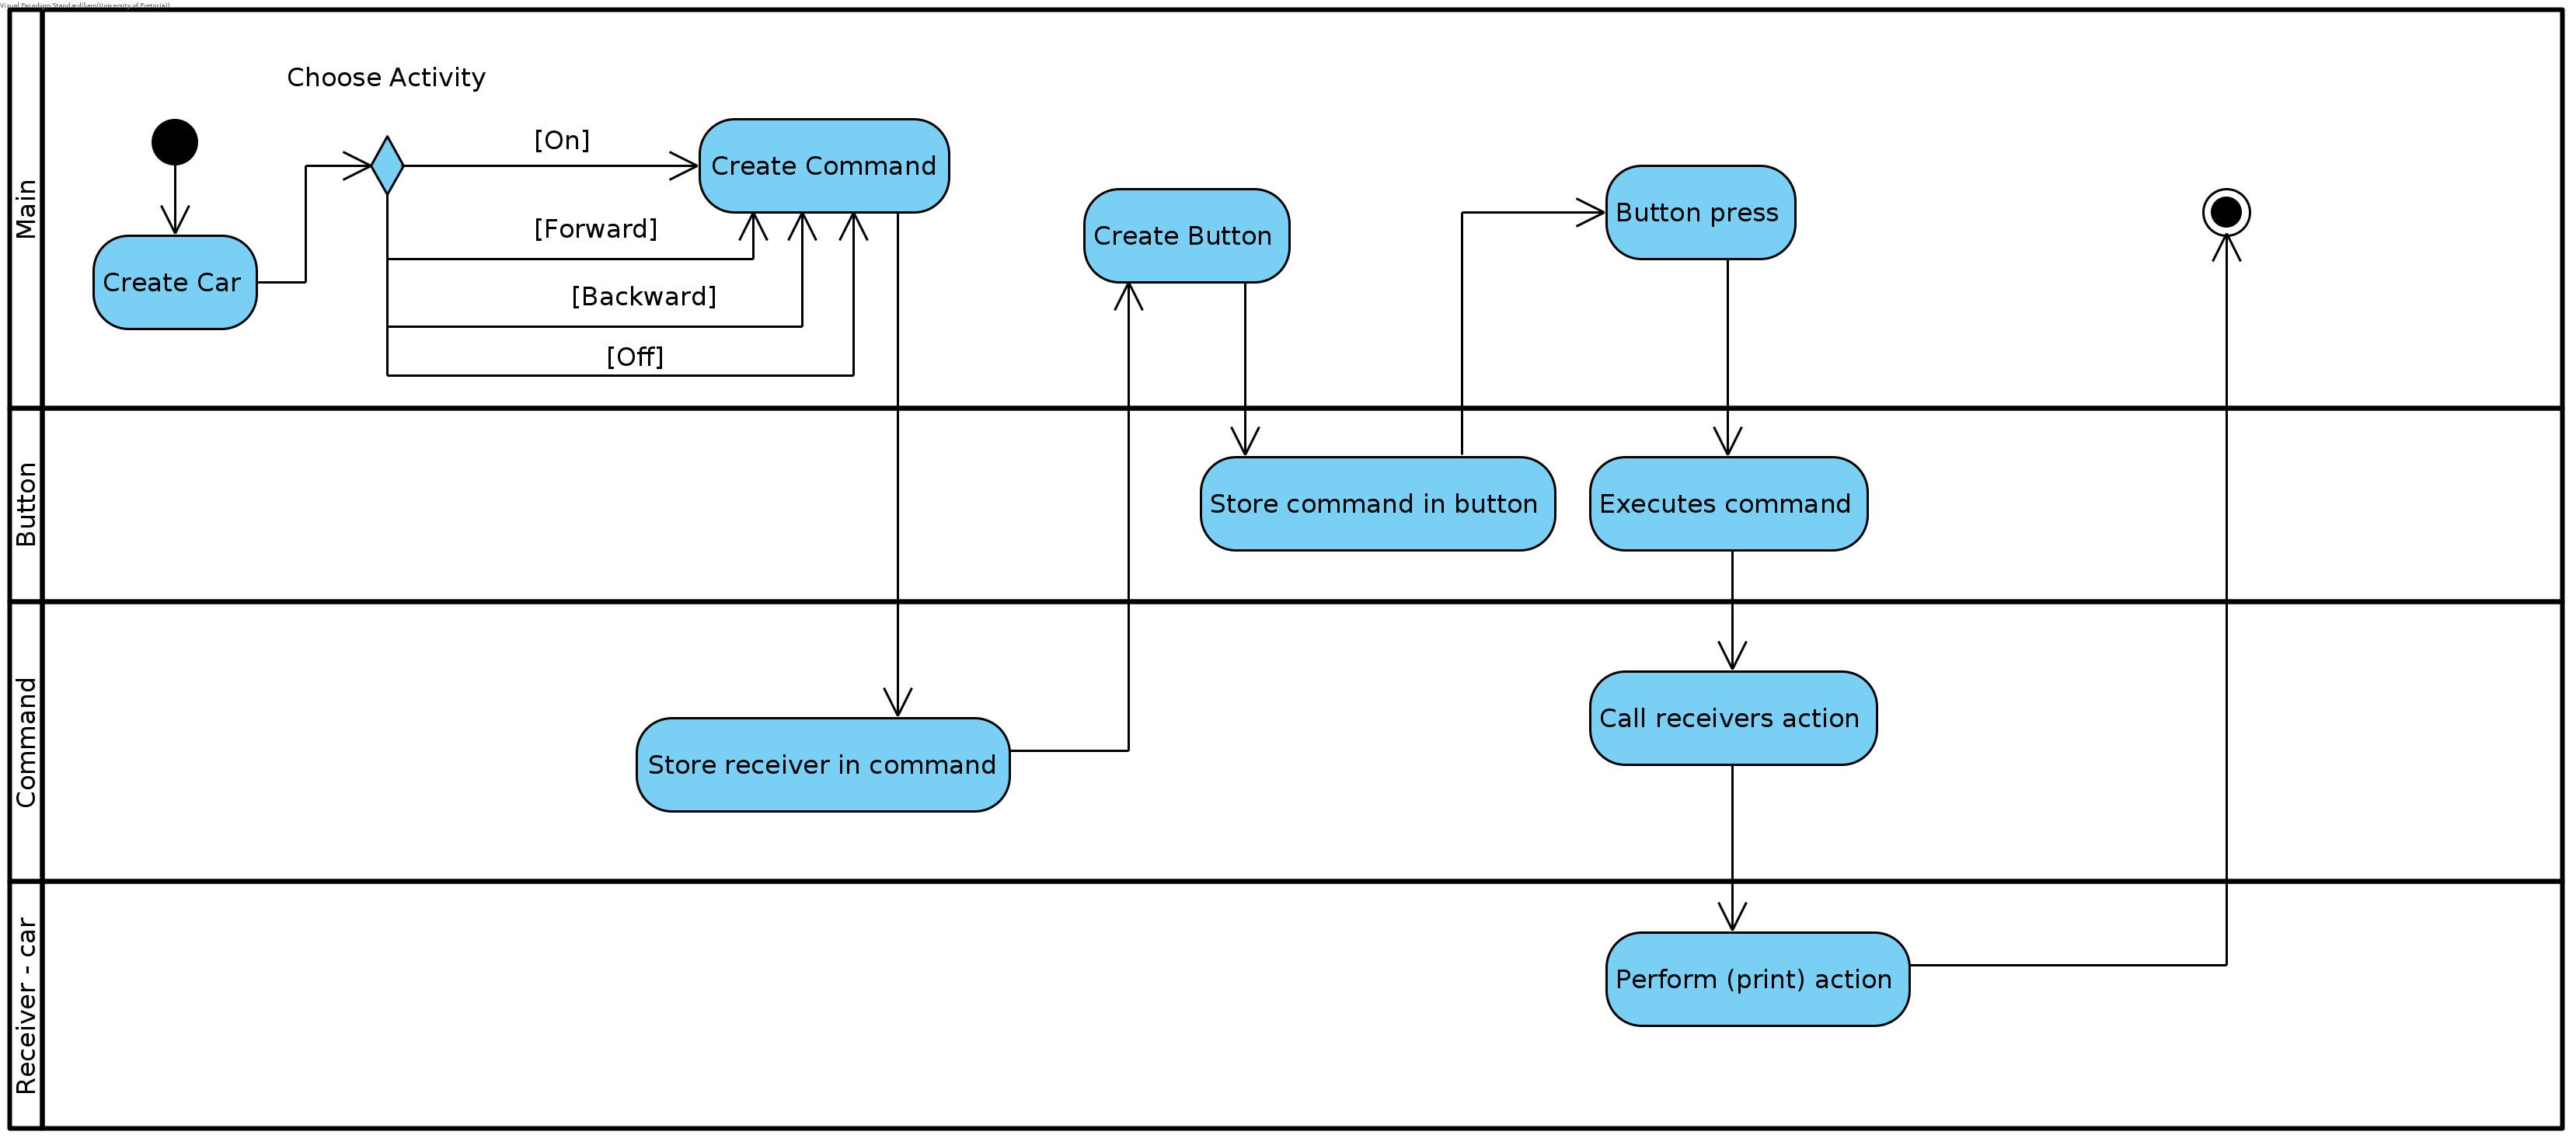 Visual Paradigm Standard(liam(University of Pretoria))
Choose Activity
[On]
Create Command
Main
Create Car
[Forward]
[Backward]
[Off]
Create Button
Button press
Button
Store command in button
Executes command
Command
Store receiver in command
Call receivers action
Receiver - car
Perform (print) action